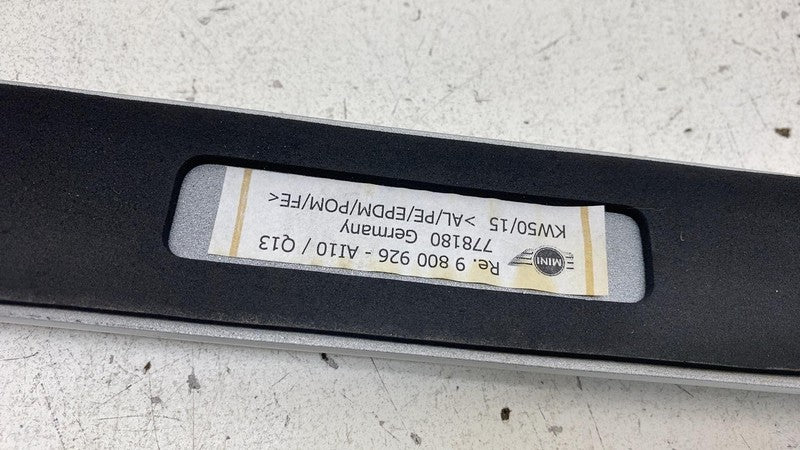 MINI
Re. 9 800 926 - AI10 / Q13
778180 Germany
KW50/15 >AL/PE/EPDM/POM/FE<